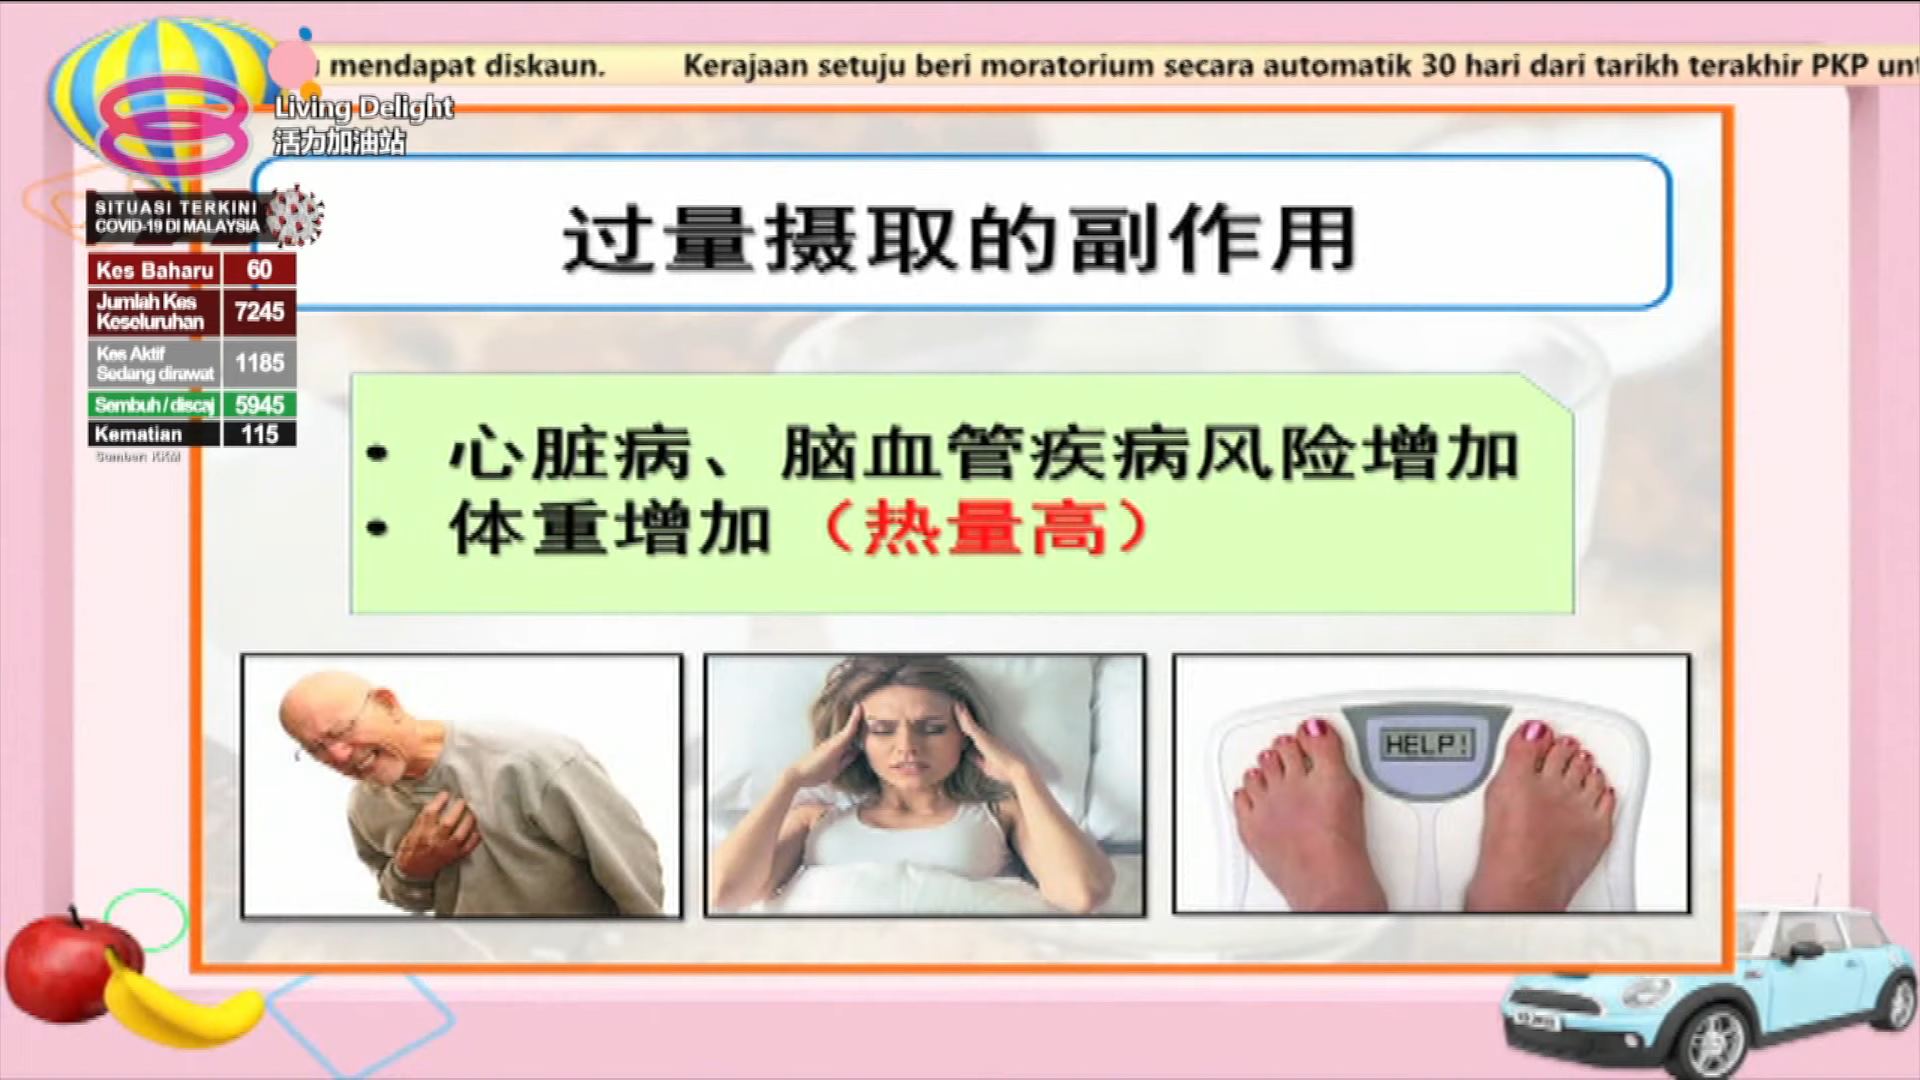 mendapat diskaun. Kerajaan setuju beri moratorium secara automatik 30 hari dari tarikh terakhir PKP unt
Living Delight
活力加油站
SITUASI TERKINI
COVID-19 DI MALAYSIA
Kes Baharu 60
Jumlah Kes
Keseluruhan 7245
Kes Aktif
Sedang dirawat 1185
Sembuh / discaj 5945
Kematian 115
Sumber: KKM
过量摄取的副作用
• 心脏病、脑血管疾病风险增加
• 体重增加（热量高）
HELP!